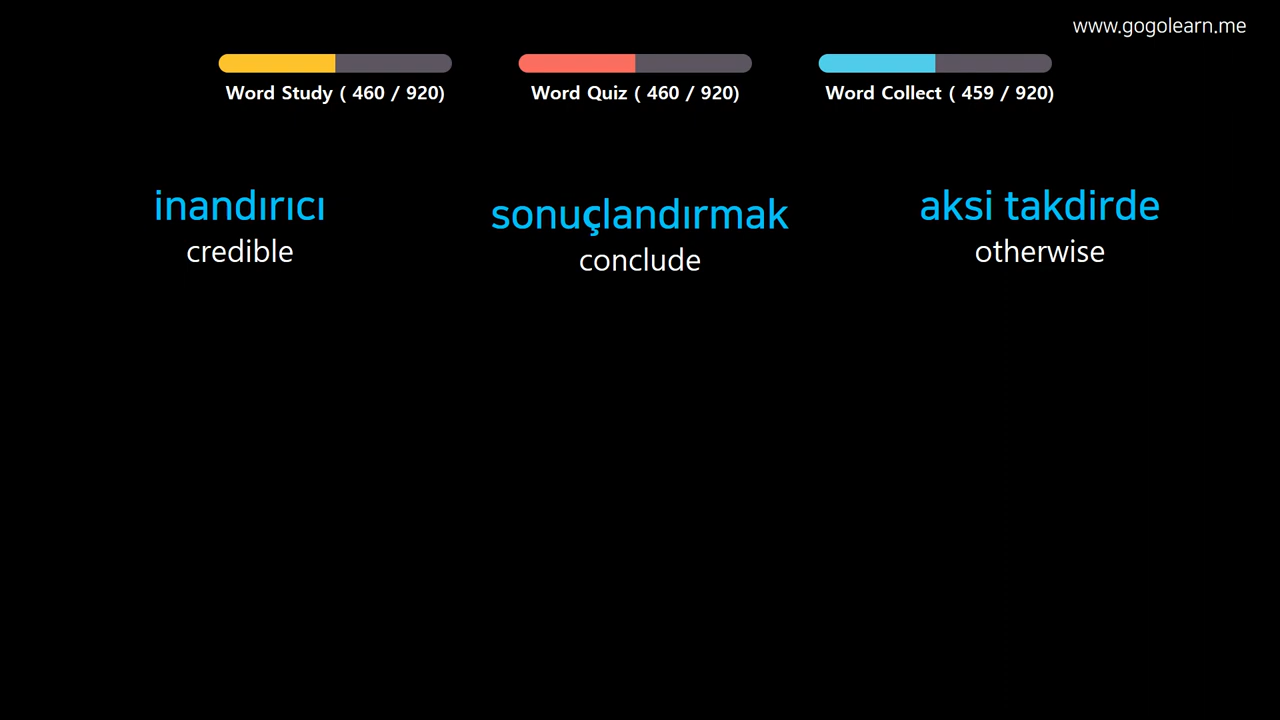 www.gogolearn.me
Word Study ( 460 / 920)
Word Quiz ( 460 / 920)
Word Collect ( 459 / 920)
inandırıcı
credible
sonuçlandırmak
conclude
aksi takdirde
otherwise